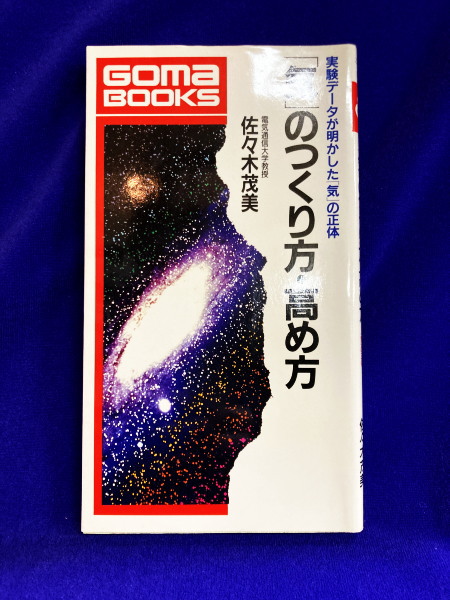 GOMA
BOOKS
実験データが明かした「気」の正体
「気」のつくり方・高め方
電気通信大学教授
佐々木茂美